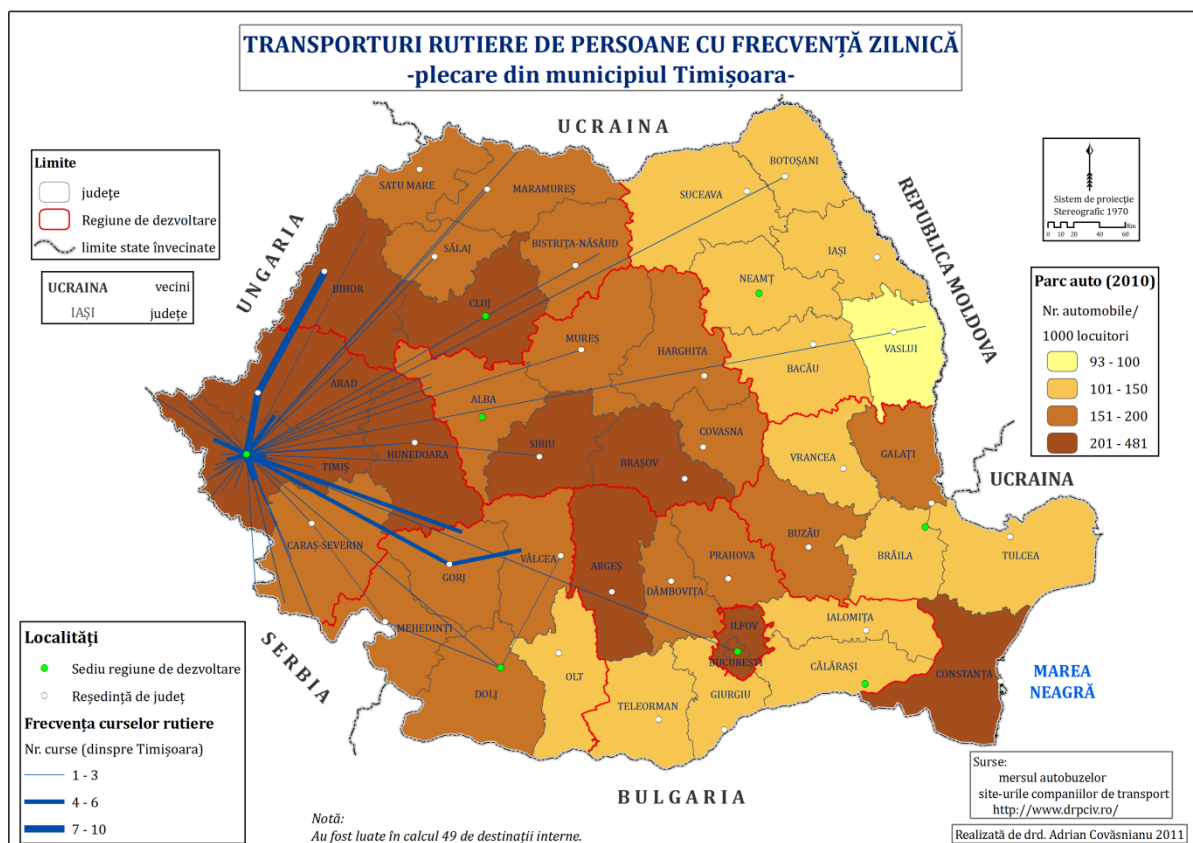 TRANSPORTURI RUTIERE DE PERSOANE CU FRECVENȚĂ ZILNICĂ
-plecare din municipiul Timișoara-
Limite
județe
Regiune de dezvoltare
limite state învecinate
UCRAINA vecini
IAȘI județe
UCRAINA
UNGARIA
REPUBLICA MOLDOVA
UCRAINA
SERBIA
BULGARIA
MAREA
NEAGRĂ
SATU MARE
MARAMUREȘ
SUCEAVA
BOTOȘANI
SĂLAJ
BISTRIȚA-NĂSĂUD
IAȘI
NEAMȚ
BIHOR
CLUJ
MUREȘ
HARGHITA
BACĂU
VASLUI
ARAD
ALBA
TIMIȘ
HUNEDOARA
SIBIU
BRAȘOV
COVASNA
VRANCEA
GALAȚI
CARAȘ-SEVERIN
GORJ
VÂLCEA
ARGEȘ
DÂMBOVIȚA
PRAHOVA
BUZĂU
BRĂILA
TULCEA
MEHEDINȚI
DOLJ
OLT
TELEORMAN
GIURGIU
ILFOV
BUCUREȘTI
IALOMIȚA
CĂLĂRAȘI
CONSTANȚA
Sistem de proiecție
Stereografic 1970
0 10 20 40 60 Km
Parc auto (2010)
Nr. automobile/
1000 locuitori
93 - 100
101 - 150
151 - 200
201 - 481
Localități
Sediu regiune de dezvoltare
Reședință de județ
Frecvența curselor rutiere
Nr. curse (dinspre Timișoara)
1 - 3
4 - 6
7 - 10
Notă:
Au fost luate în calcul 49 de destinații interne.
Surse:
mersul autobuzelor
site-urile companiilor de transport
http://www.drpciv.ro/
Realizată de drd. Adrian Covăsnianu 2011